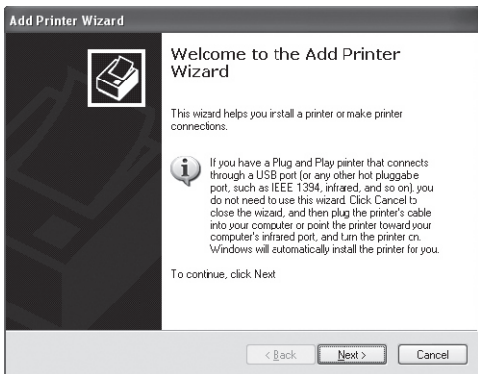 Add Printer Wizard
Welcome to the Add Printer
Wizard
This wizard helps you install a printer or make printer
connections.
If you have a Plug and Play printer that connects
through a USB port (or any other hot pluggable
port, such as IEEE 1394, infrared, and so on), you
do not need to use this wizard. Click Cancel to
close the wizard, and then plug the printer's cable
into your computer or point the printer toward your
computer's infrared port, and turn the printer on.
Windows will automatically install the printer for you.
To continue, click Next
< Back
Next >
Cancel